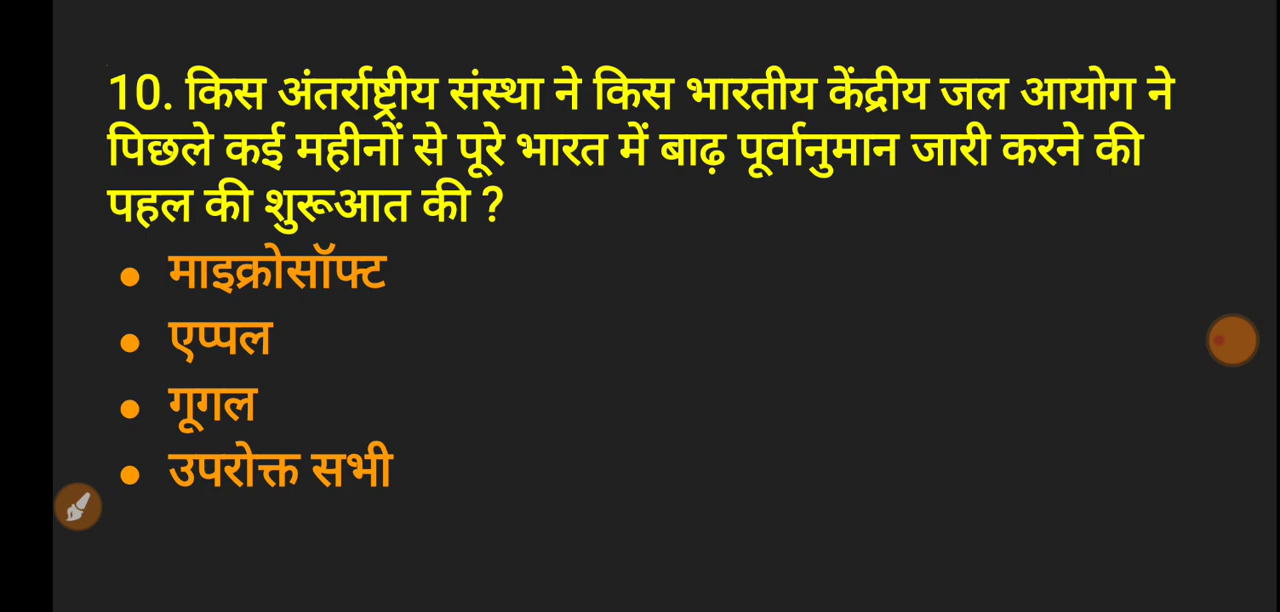 10. किस अंतर्राष्ट्रीय संस्था ने किस भारतीय केंद्रीय जल आयोग ने
पिछले कई महीनों से पूरे भारत में बाढ़ पूर्वानुमान जारी करने की
पहल की शुरूआत की ?
● माइक्रोसॉफ्ट
● एप्पल
● गूगल
● उपरोक्त सभी